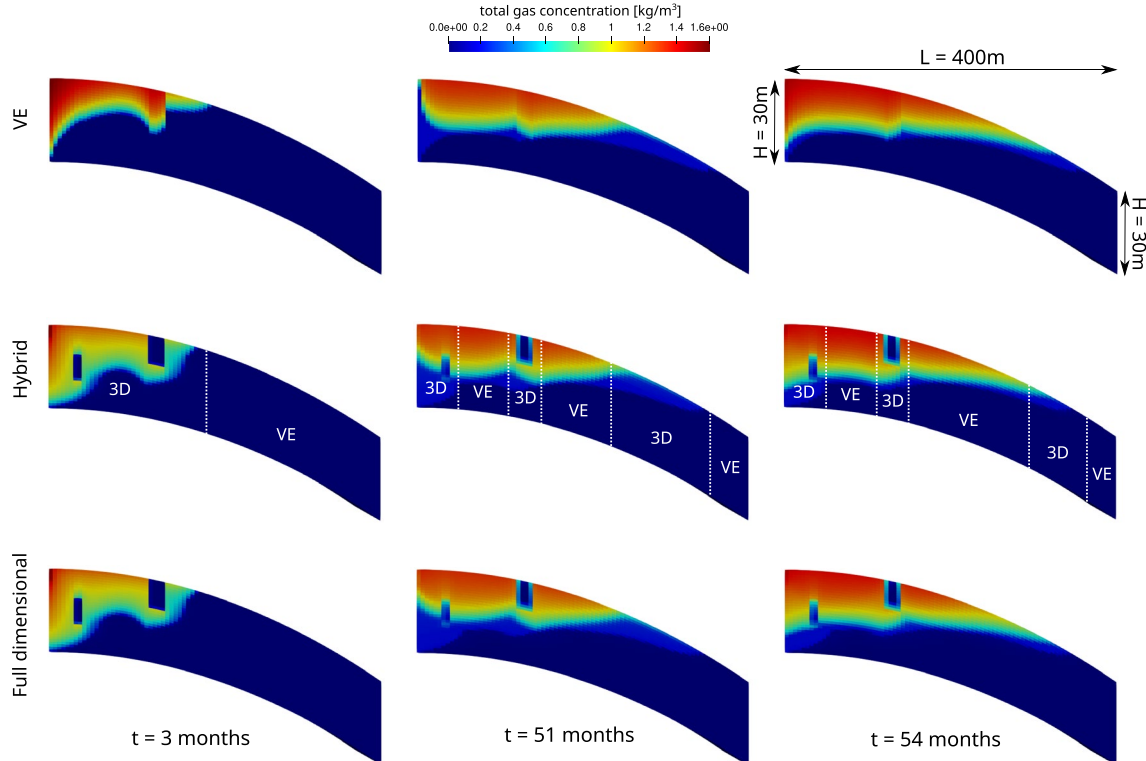 total gas concentration [kg/m³]
0.0e+00 0.2 0.4 0.6 0.8 1 1.2 1.4 1.6e+00
L = 400m
VE
H = 30m
H = 30m
Hybrid
3D
VE
3D
VE
3D
VE
3D
VE
3D
VE
3D
VE
3D
VE
Full dimensional
t = 3 months
t = 51 months
t = 54 months